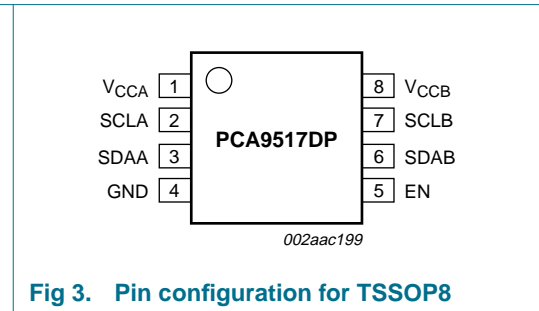 VCCA 1 8 VCCB
SCLA 2 7 SCLB
PCA9517DP
SDAA 3 6 SDAB
GND 4 5 EN
002aac199
Fig 3. Pin configuration for TSSOP8